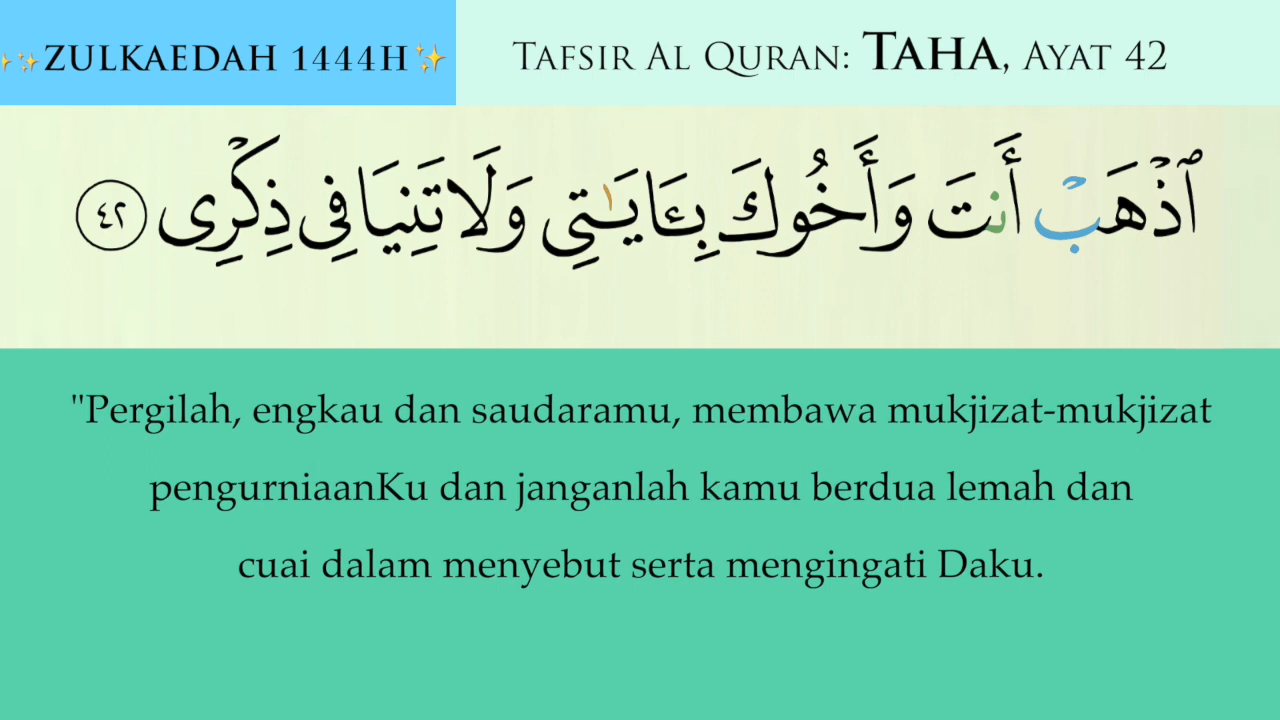 ✨✨ZULKAEDAH 1444H✨
TAFSIR AL QURAN: TAHA, AYAT 42
ٱذْهَبْ أَنتَ وَأَخُوكَ بِـَٔايَـٰتِى وَلَا تَنِيَا فِى ذِكْرِى ٤٢
"Pergilah, engkau dan saudaramu, membawa mukjizat-mukjizat
pengurniaanKu dan janganlah kamu berdua lemah dan
cuai dalam menyebut serta mengingati Daku.